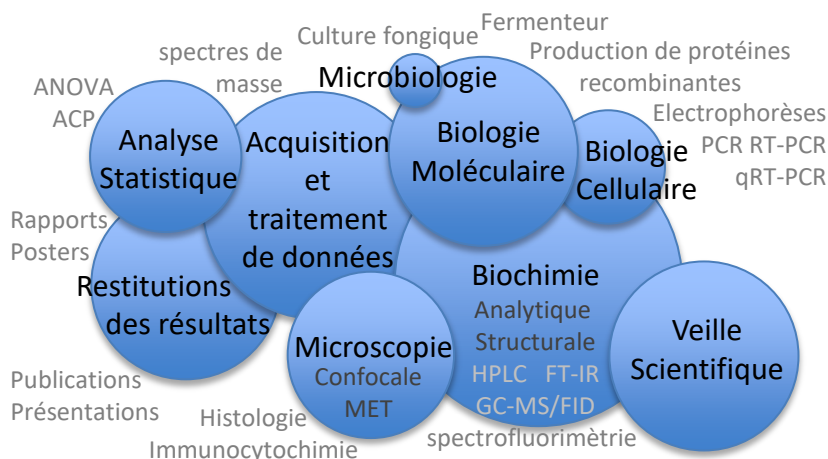 Fermenteur
Culture fongique
spectres de
masse
Production de protéines
recombinantes
Microbiologie
ANOVA
ACP
Electrophorèses
PCR RT-PCR
qRT-PCR
Analyse
Statistique
Acquisition
et
traitement
de données
Biologie
Moléculaire
Biologie
Cellulaire
Rapports
Posters
Restitutions
des résultats
Biochimie
Analytique
Structurale
HPLC FT-IR
GC-MS/FID
spectrofluorimètrie
Microscopie
Confocale
MET
Veille
Scientifique
Publications
Présentations
Histologie
Immunocytochimie